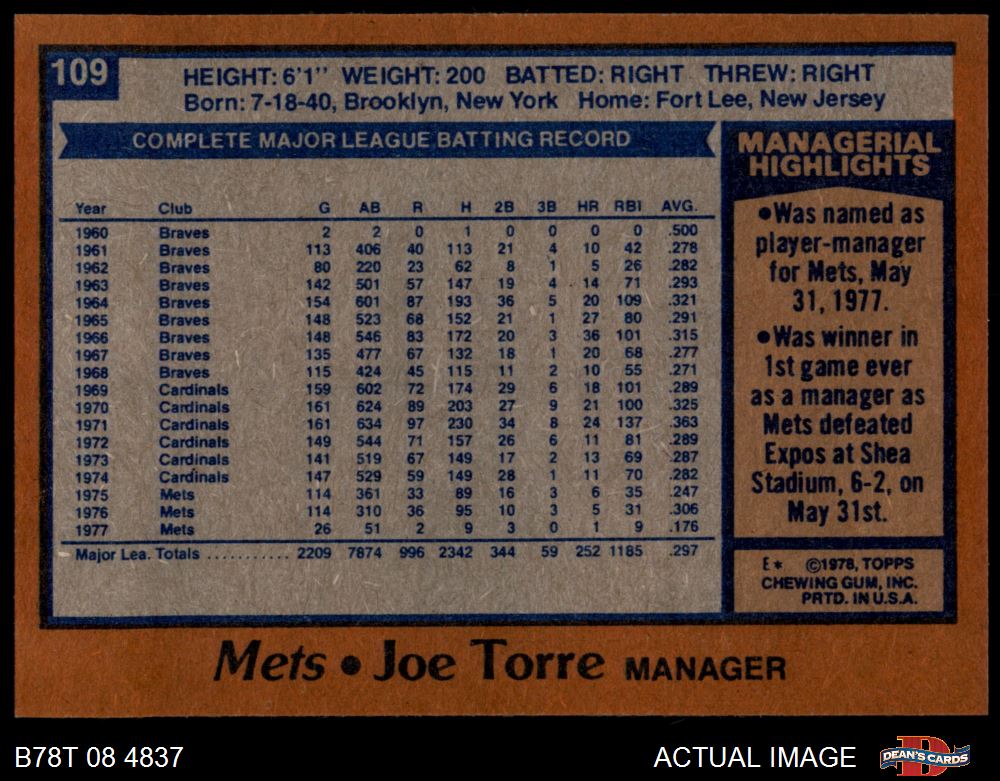 109
HEIGHT: 6'1" WEIGHT: 200 BATTED: RIGHT THREW: RIGHT
Born: 7-18-40, Brooklyn, New York Home: Fort Lee, New Jersey
COMPLETE MAJOR LEAGUE BATTING RECORD
Year Club G AB R H 2B 3B HR RBI AVG.
1960 Braves 2 2 0 1 0 0 0 0 .500
1961 Braves 113 406 40 113 21 4 10 42 .278
1962 Braves 80 220 23 62 8 1 5 26 .282
1963 Braves 142 501 57 147 19 4 14 71 .293
1964 Braves 154 601 87 193 36 5 20 109 .321
1965 Braves 148 523 68 152 21 1 27 80 .291
1966 Braves 148 546 83 172 20 3 36 101 .315
1967 Braves 135 477 67 132 18 1 20 68 .277
1968 Braves 115 424 45 115 11 2 10 55 .271
1969 Cardinals 159 602 72 174 29 6 18 101 .289
1970 Cardinals 161 624 89 203 27 9 21 100 .325
1971 Cardinals 161 634 97 230 34 8 24 137 .363
1972 Cardinals 149 544 71 157 26 6 11 81 .289
1973 Cardinals 141 519 67 149 17 2 13 69 .287
1974 Cardinals 147 529 59 149 28 1 11 70 .282
1975 Mets 114 361 33 89 16 3 6 35 .247
1976 Mets 114 310 36 95 10 3 5 31 .306
1977 Mets 26 51 2 9 3 0 1 9 .176
Major Lea. Totals ........... 2209 7874 996 2342 344 59 252 1185 .297
MANAGERIAL
HIGHLIGHTS
•Was named as
player-manager
for Mets, May
31, 1977.
•Was winner in
1st game ever
as a manager as
Mets defeated
Expos at Shea
Stadium, 6-2, on
May 31st.
E* ©1978, TOPPS
CHEWING GUM, INC.
PRTD. IN U.S.A.
Mets • Joe Torre MANAGER
B78T 08 4837
ACTUAL IMAGE
DEAN'S CARDS